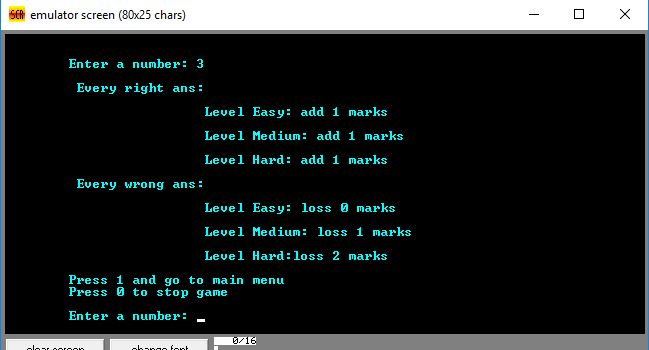 emulator screen (80x25 chars)
Enter a number: 3
Every right ans:
Level Easy: add 1 marks
Level Medium: add 1 marks
Level Hard: add 1 marks
Every wrong ans:
Level Easy: loss 0 marks
Level Medium: loss 1 marks
Level Hard:loss 2 marks
Press 1 and go to main menu
Press 0 to stop game
Enter a number:
clear screen change font 0/16